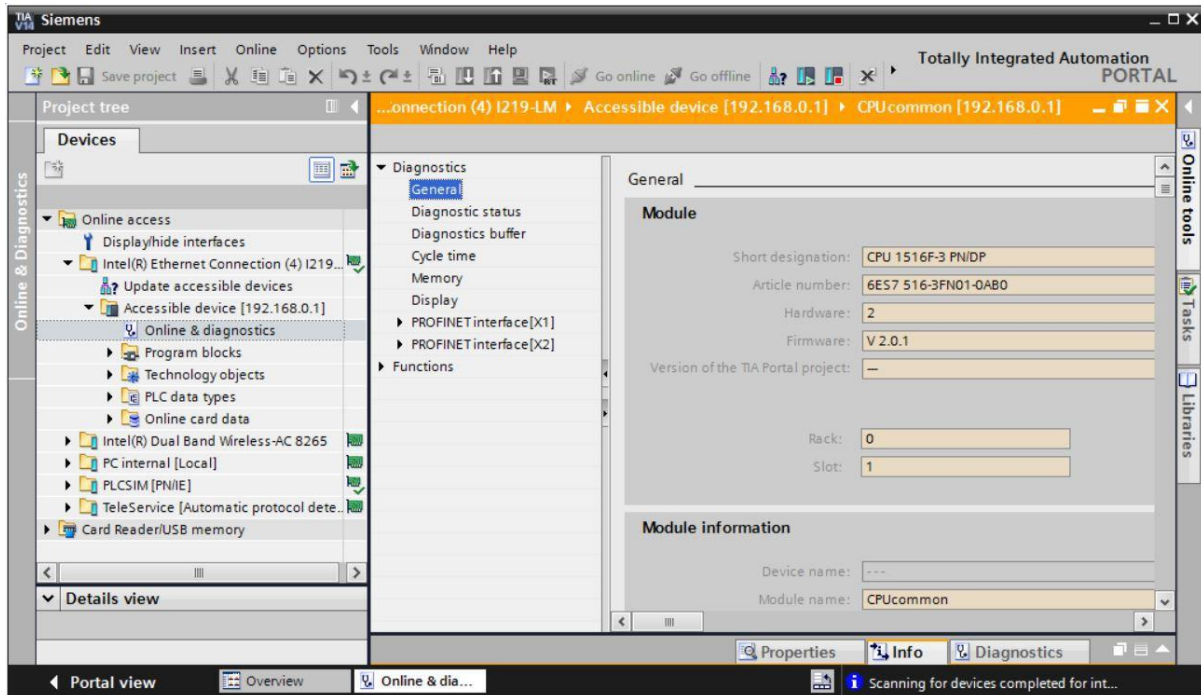 TIA V14 Siemens
Project Edit View Insert Online Options Tools Window Help
Totally Integrated Automation
PORTAL
Save project
Go online
Go offline
Project tree
Devices
Online & Diagnostics
Online access
Display/hide interfaces
Intel(R) Ethernet Connection (4) I219...
Update accessible devices
Accessible device [192.168.0.1]
Online & diagnostics
Program blocks
Technology objects
PLC data types
Online card data
Intel(R) Dual Band Wireless-AC 8265
PC internal [Local]
PLCSIM [PN/IE]
TeleService [Automatic protocol dete...
Card Reader/USB memory
Details view
...onnection (4) I219-LM Accessible device [192.168.0.1] CPUcommon [192.168.0.1]
Diagnostics
General
Diagnostic status
Diagnostics buffer
Cycle time
Memory
Display
PROFINET interface [X1]
PROFINET interface [X2]
Functions
General
Module
Short designation: CPU 1516F-3 PN/DP
Article number: 6ES7 516-3FN01-0AB0
Hardware: 2
Firmware: V 2.0.1
Version of the TIA Portal project: —
Rack: 0
Slot: 1
Module information
Device name: ---
Module name: CPUcommon
Online tools
Tasks
Libraries
Properties Info Diagnostics
Portal view Overview Online & dia... Scanning for devices completed for int...